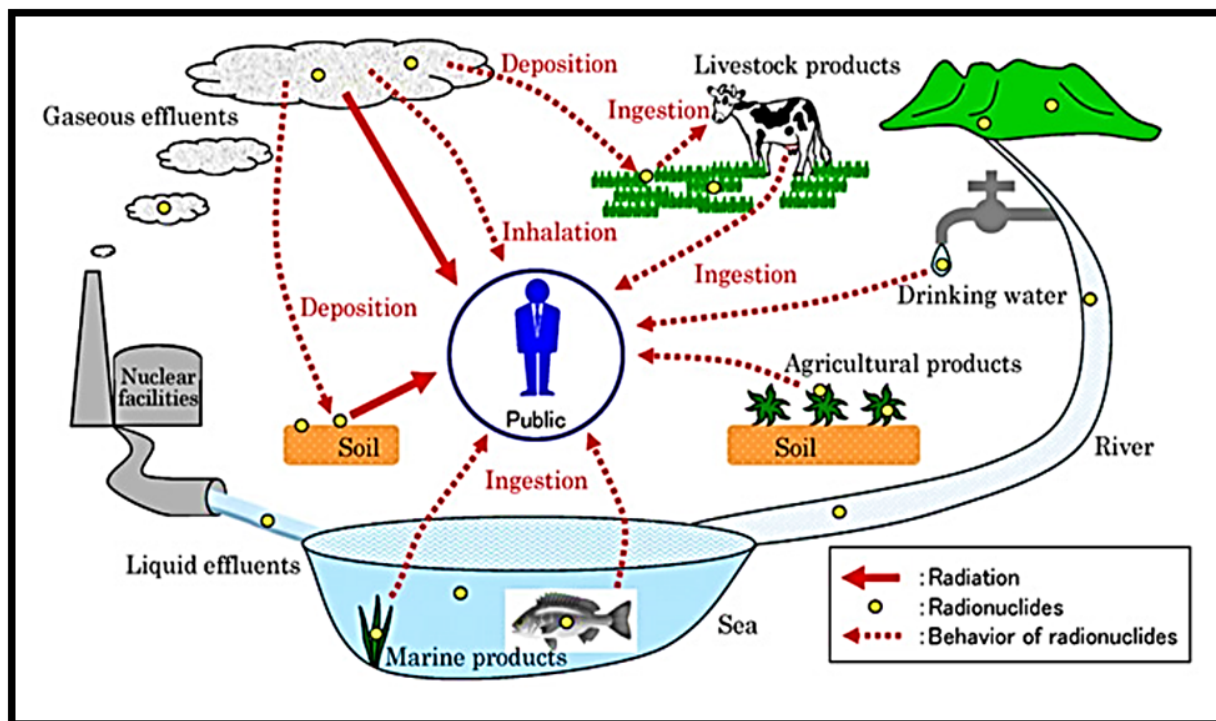 Deposition
Livestock products
Gaseous effluents
Ingestion
Inhalation
Ingestion
Drinking water
Deposition
Agricultural products
Nuclear
facilities
Public
Soil
Soil
River
Ingestion
Liquid effluents
Sea
Marine products
:Radiation
:Radionuclides
:Behavior of radionuclides